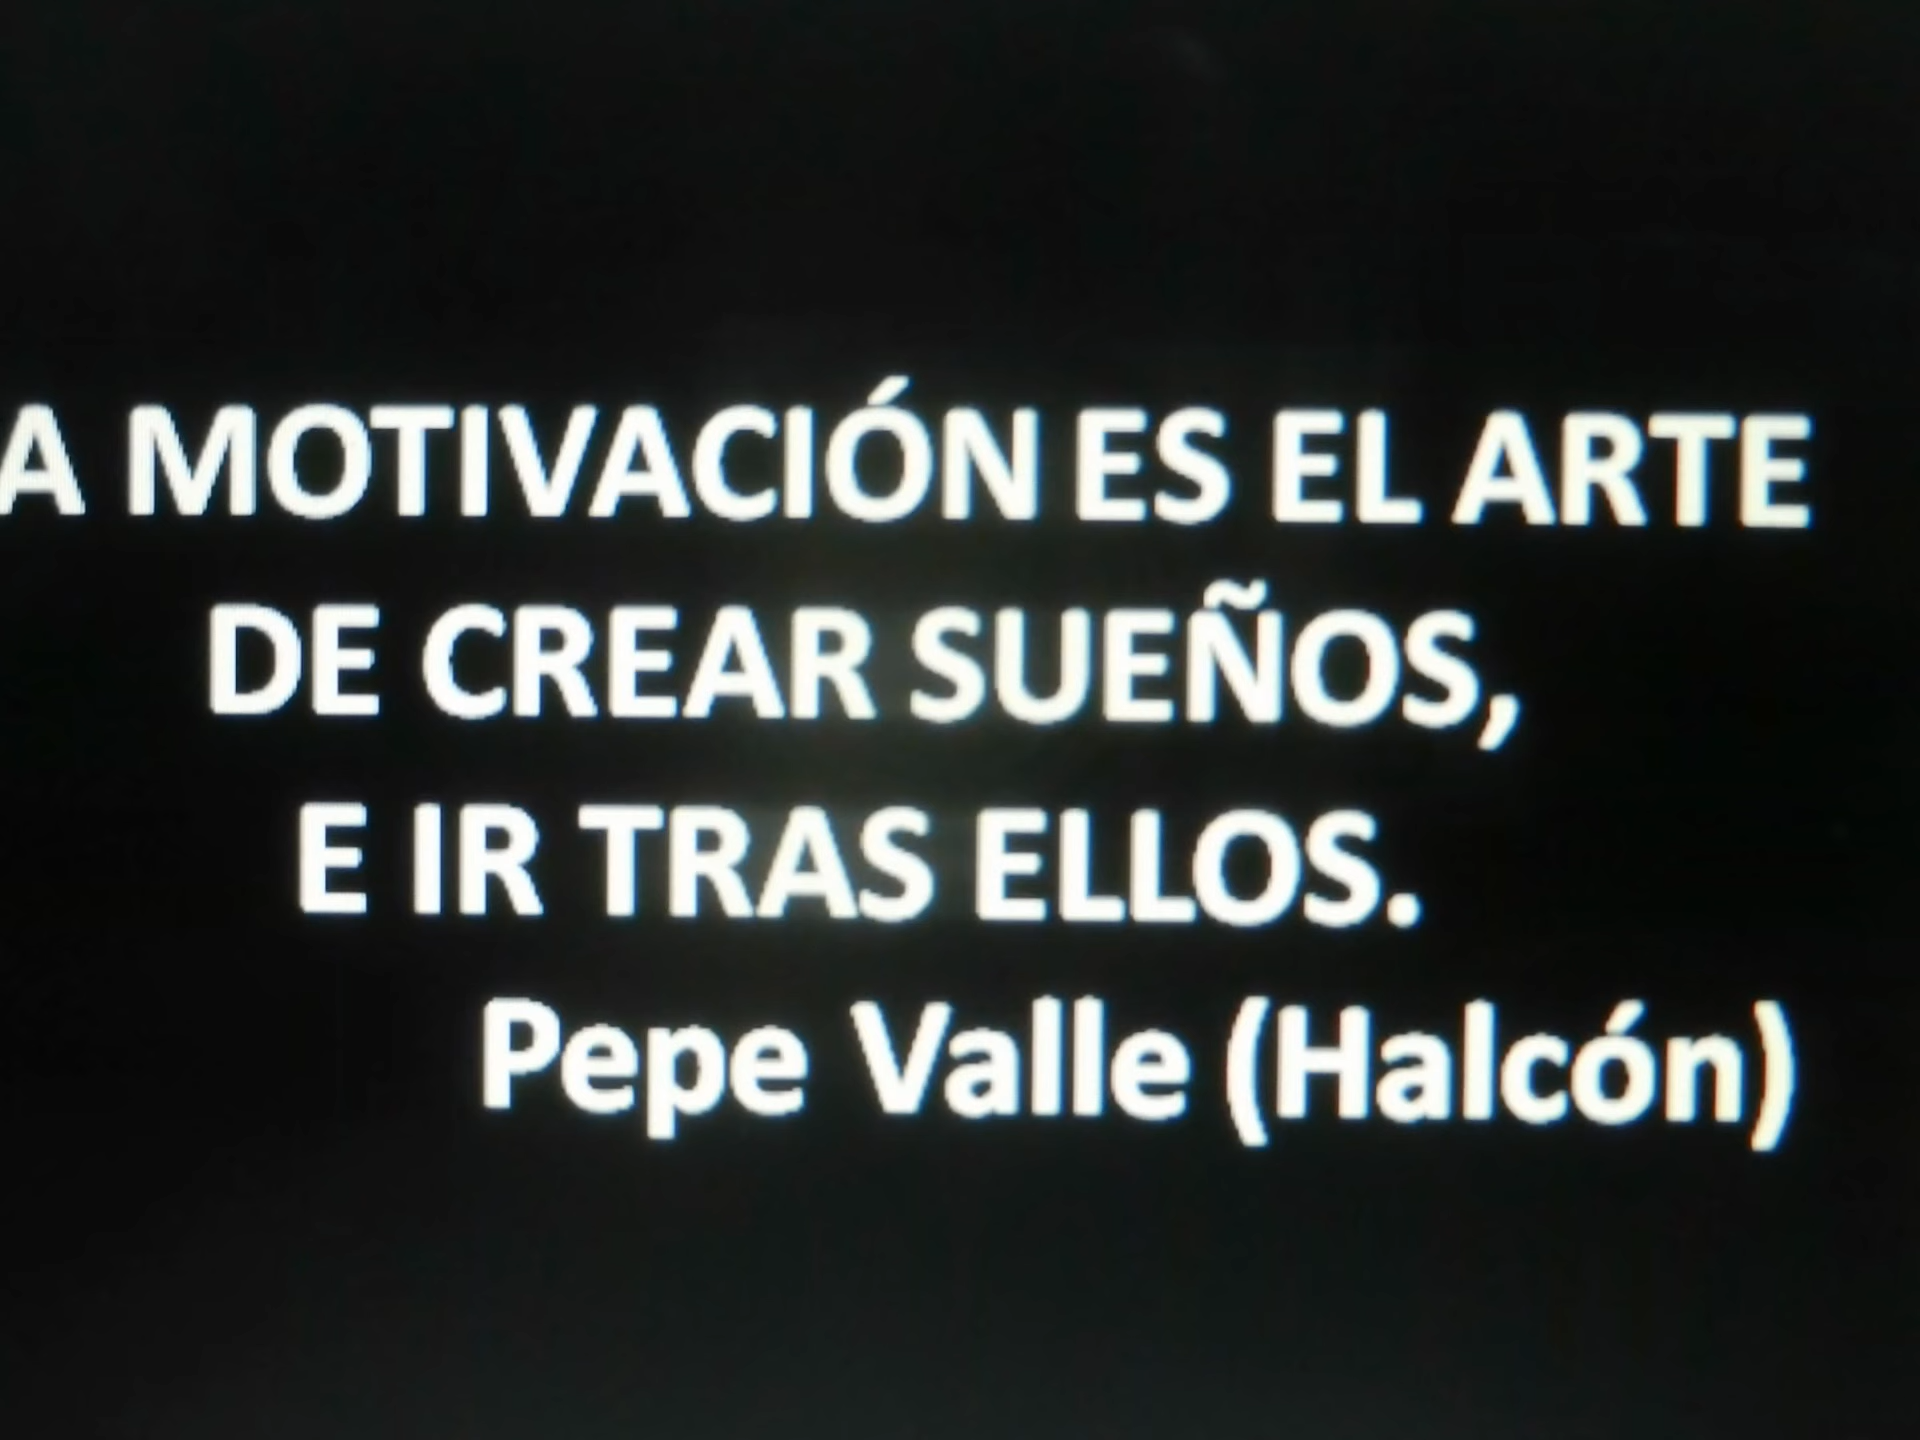 A MOTIVACIÓN ES EL ARTE
DE CREAR SUEÑOS,
E IR TRAS ELLOS.
Pepe Valle (Halcón)